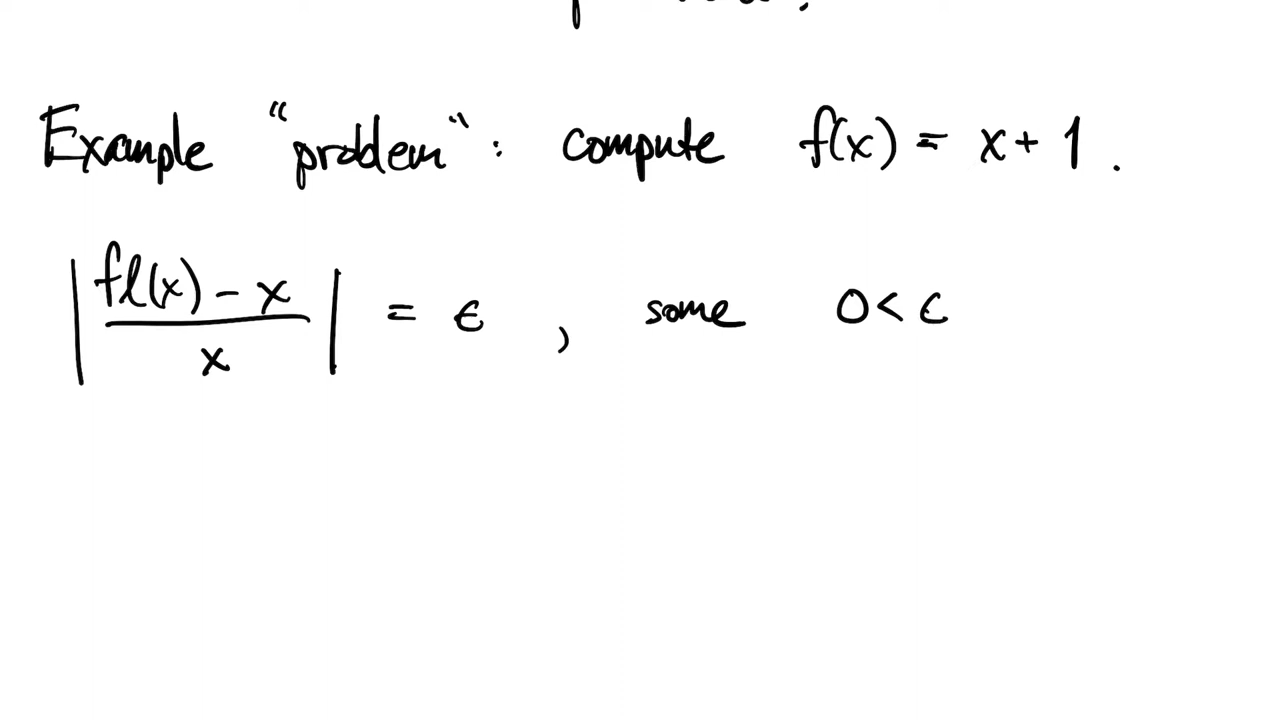 Example "problem": compute f(x) = x + 1.
| fl(x) - x / x | = ϵ, some 0 < ϵ